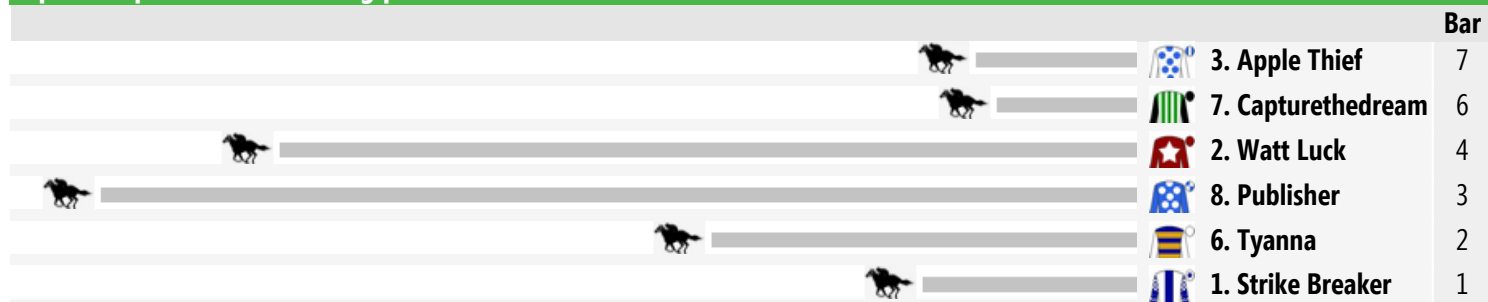 Bar
3. Apple Thief 7
7. Capturethedream 6
2. Watt Luck 4
8. Publisher 3
6. Tyanna 2
1. Strike Breaker 1